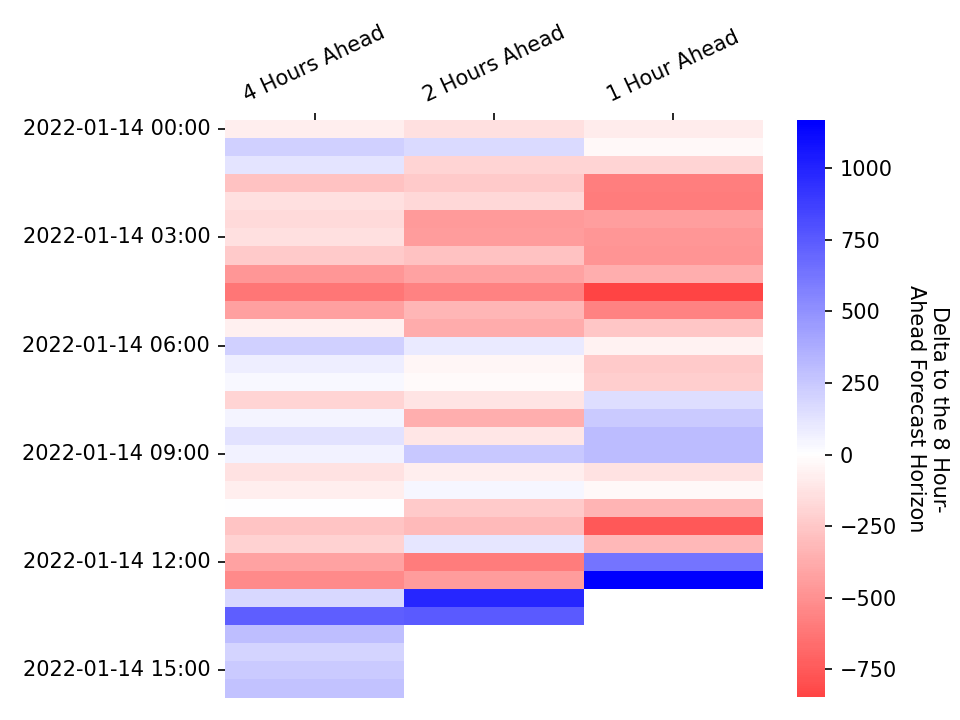 4 Hours Ahead
2 Hours Ahead
1 Hour Ahead
2022-01-14 00:00
2022-01-14 03:00
2022-01-14 06:00
2022-01-14 09:00
2022-01-14 12:00
2022-01-14 15:00
1000
750
500
250
0
−250
−500
−750
Delta to the 8 Hour-
Ahead Forecast Horizon